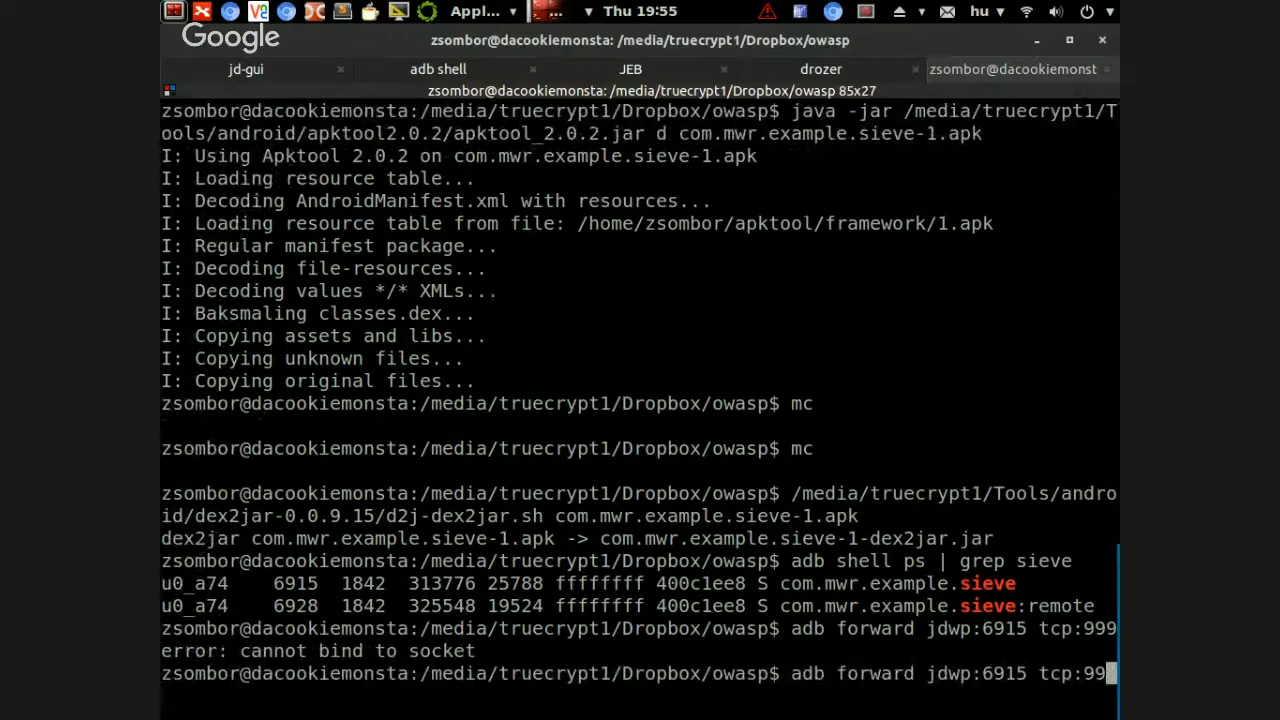 Appl... ... Thu 19:55 hu
Google
zsombor@dacookiemonsta: /media/truecrypt1/Dropbox/owasp
jd-gui adb shell JEB drozer zsombor@dacookiemonst
zsombor@dacookiemonsta: /media/truecrypt1/Dropbox/owasp 85x27
zsombor@dacookiemonsta:/media/truecrypt1/Dropbox/owasp$ java -jar /media/truecrypt1/T
ools/android/apktool2.0.2/apktool_2.0.2.jar d com.mwr.example.sieve-1.apk
I: Using Apktool 2.0.2 on com.mwr.example.sieve-1.apk
I: Loading resource table...
I: Decoding AndroidManifest.xml with resources...
I: Loading resource table from file: /home/zsombor/apktool/framework/1.apk
I: Regular manifest package...
I: Decoding file-resources...
I: Decoding values */* XMLs...
I: Baksmaling classes.dex...
I: Copying assets and libs...
I: Copying unknown files...
I: Copying original files...
zsombor@dacookiemonsta:/media/truecrypt1/Dropbox/owasp$ mc
zsombor@dacookiemonsta:/media/truecrypt1/Dropbox/owasp$ mc
zsombor@dacookiemonsta:/media/truecrypt1/Dropbox/owasp$ /media/truecrypt1/Tools/andro
id/dex2jar-0.0.9.15/d2j-dex2jar.sh com.mwr.example.sieve-1.apk
dex2jar com.mwr.example.sieve-1.apk -> com.mwr.example.sieve-1-dex2jar.jar
zsombor@dacookiemonsta:/media/truecrypt1/Dropbox/owasp$ adb shell ps | grep sieve
u0_a74    6915  1842  313776 25788 ffffffff 400c1ee8 S com.mwr.example.sieve
u0_a74    6928  1842  325548 19524 ffffffff 400c1ee8 S com.mwr.example.sieve:remote
zsombor@dacookiemonsta:/media/truecrypt1/Dropbox/owasp$ adb forward jdwp:6915 tcp:999
error: cannot bind to socket
zsombor@dacookiemonsta:/media/truecrypt1/Dropbox/owasp$ adb forward jdwp:6915 tcp:99